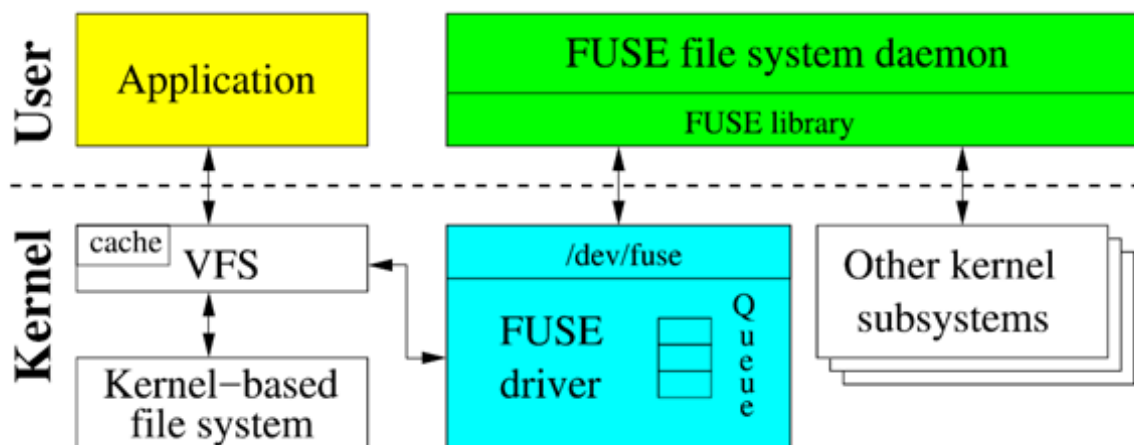 User
Application
FUSE file system daemon
FUSE library
Kernel
cache
VFS
Kernel-based
file system
/dev/fuse
FUSE
driver
Queue
Other kernel
subsystems